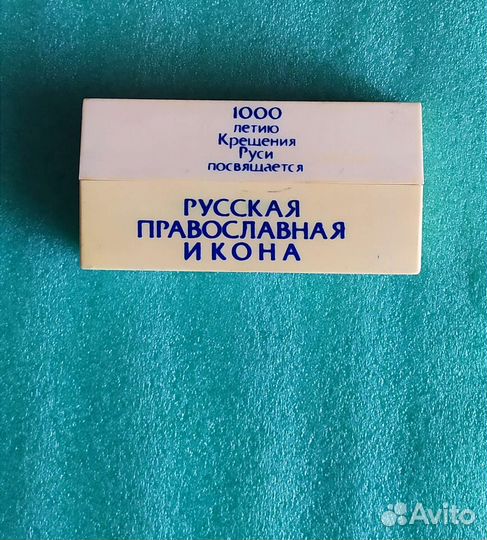 1000
летию
Крещения
Руси
посвящается
РУССКАЯ
ПРАВОСЛАВНАЯ
ИКОНА
Avito